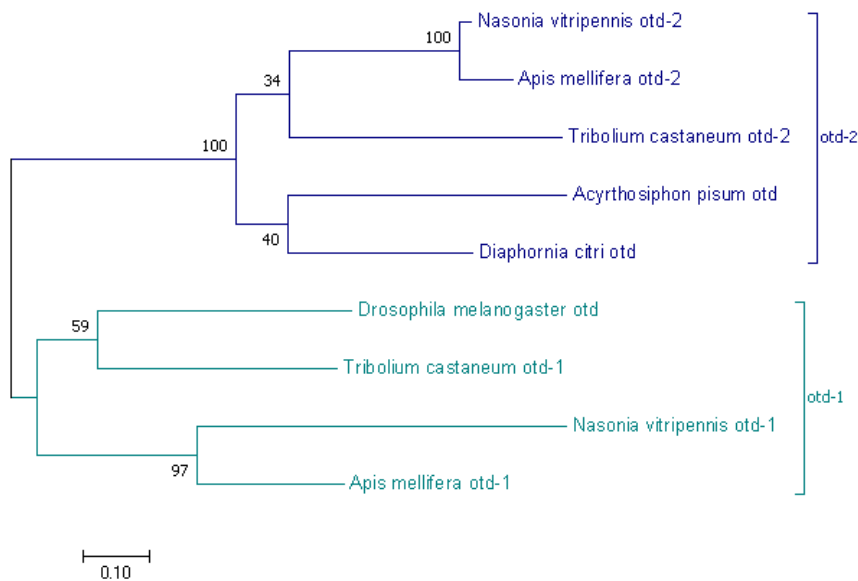 Nasonia vitripennis otd-2
100
Apis mellifera otd-2
34
Tribolium castaneum otd-2
otd-2
100
Acyrthosiphon pisum otd
40
Diaphornia citri otd
Drosophila melanogaster otd
59
Tribolium castaneum otd-1
otd-1
Nasonia vitripennis otd-1
97
Apis mellifera otd-1
0.10